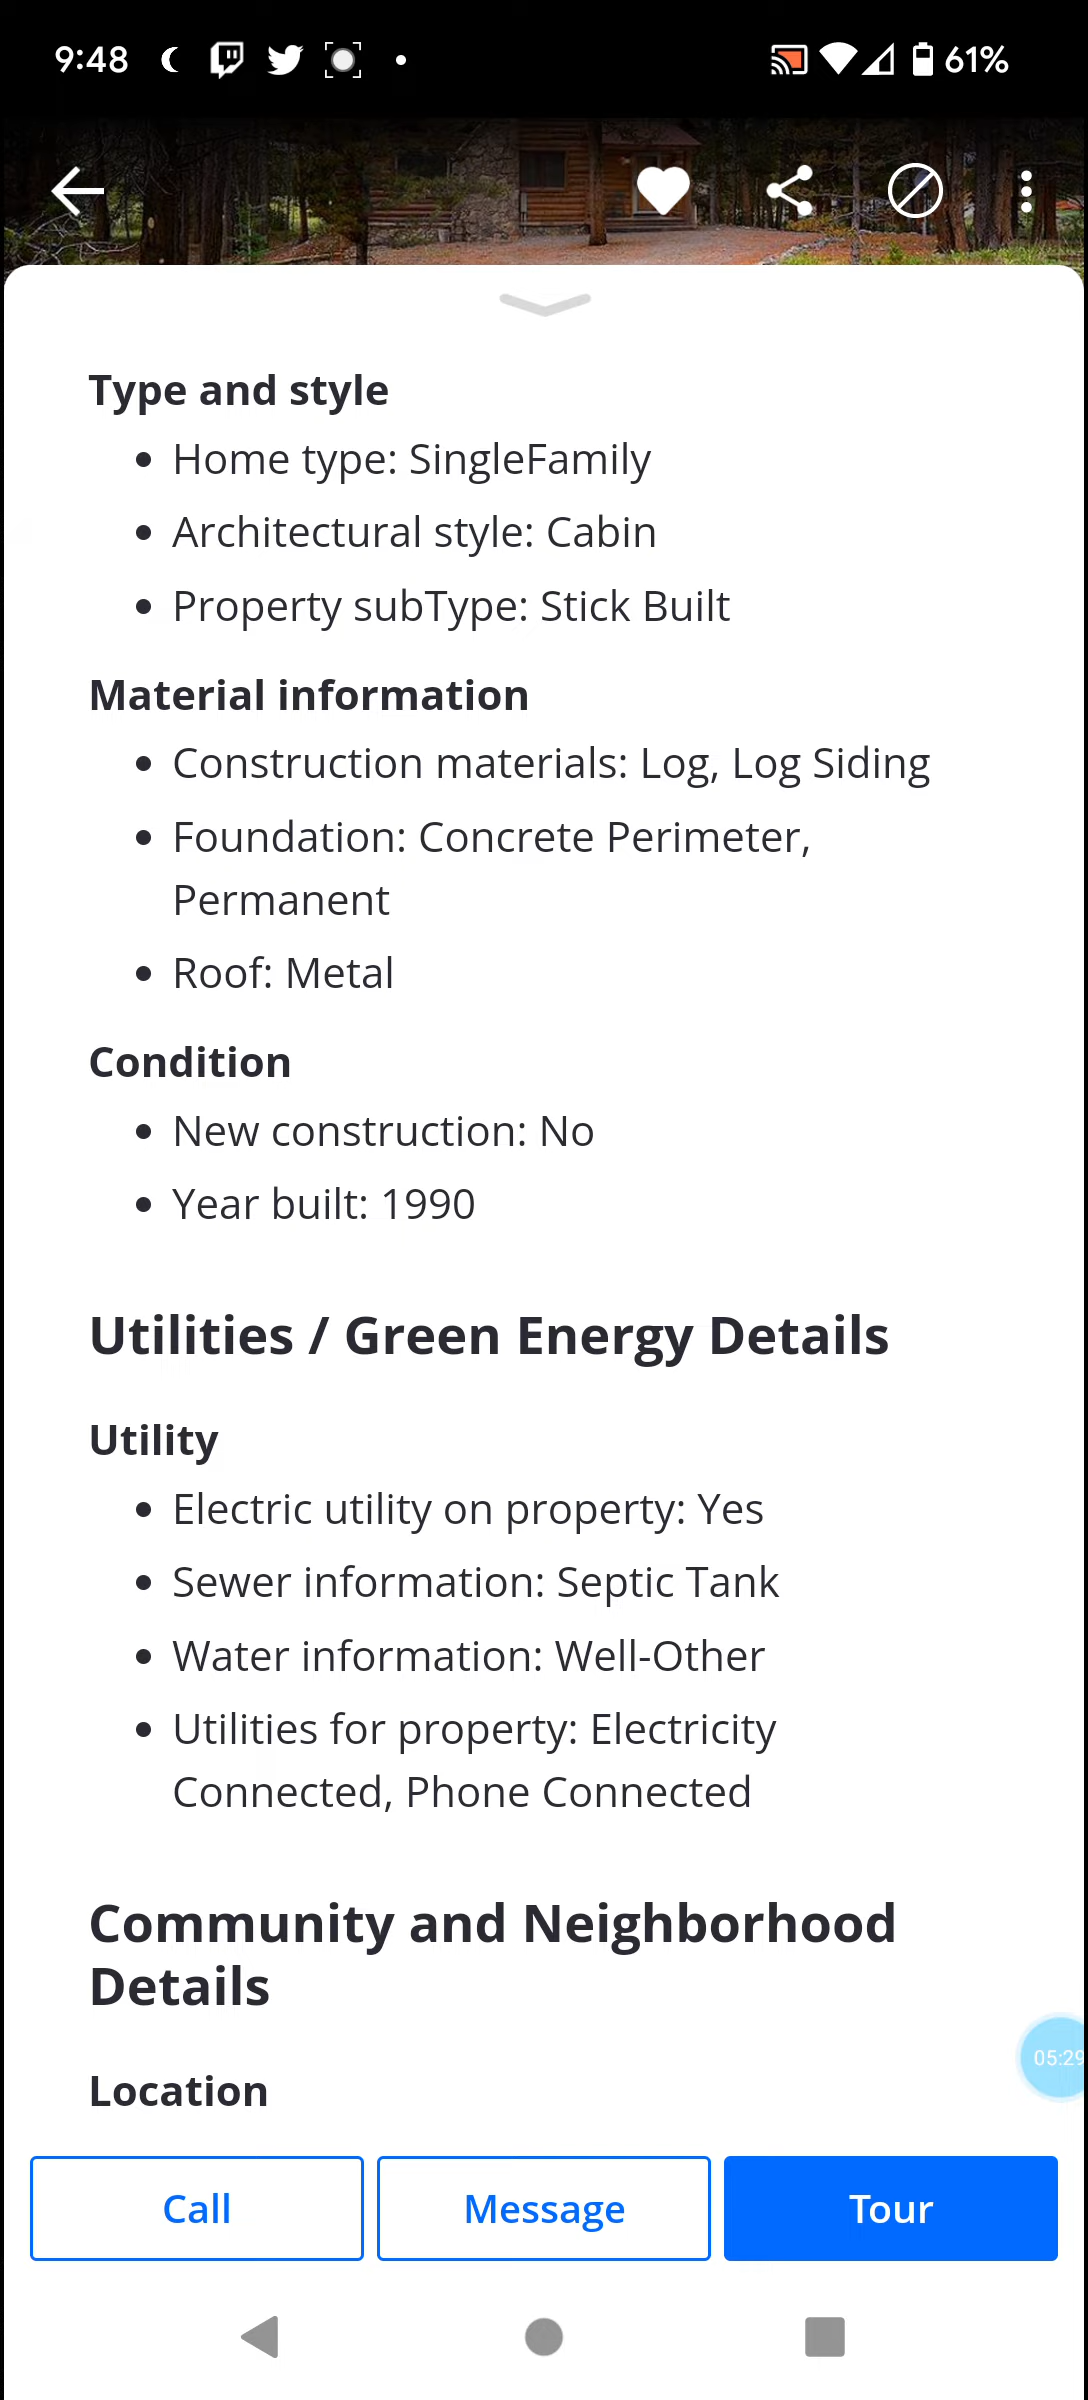 9:48
61%
Type and style
Home type: SingleFamily
Architectural style: Cabin
Property subType: Stick Built
Material information
Construction materials: Log, Log Siding
Foundation: Concrete Perimeter,
Permanent
Roof: Metal
Condition
New construction: No
Year built: 1990
Utilities / Green Energy Details
Utility
Electric utility on property: Yes
Sewer information: Septic Tank
Water information: Well-Other
Utilities for property: Electricity
Connected, Phone Connected
Community and Neighborhood
Details
05:29
Location
Call
Message
Tour